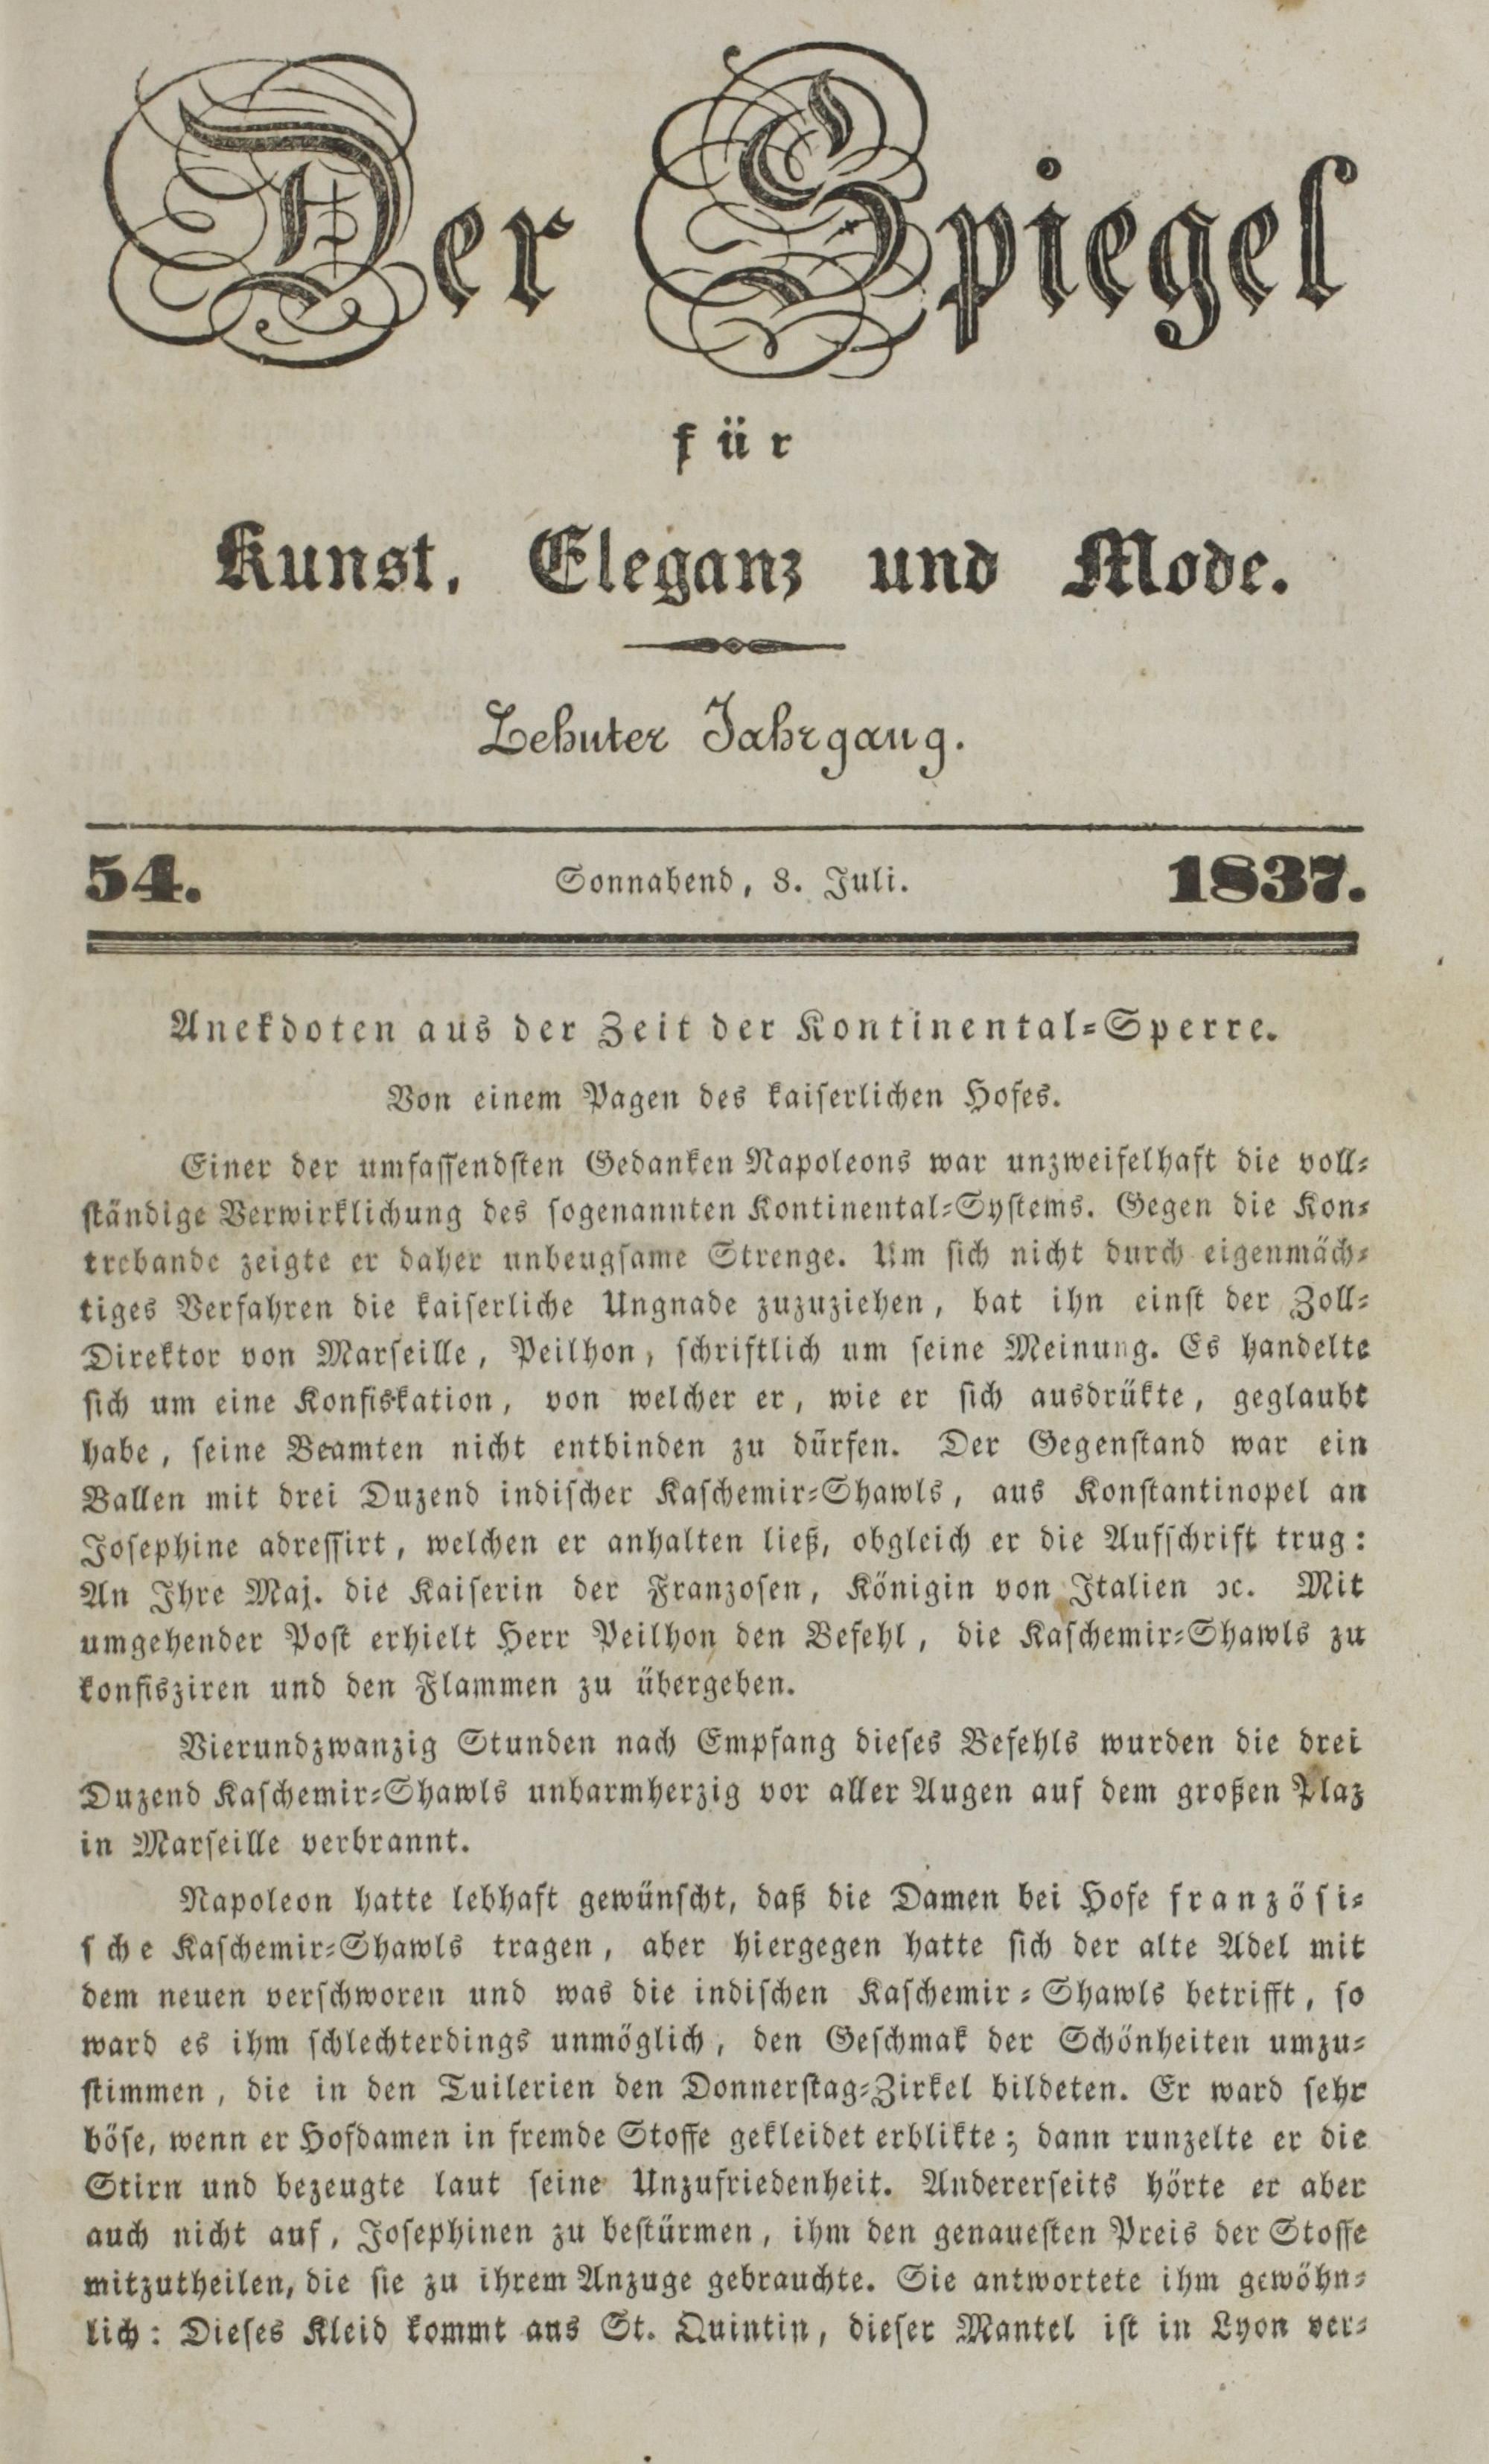 Der Spiegel
für
Kunst, Eleganz und Mode.
Zehnter Jahrgang.
54. Sonnabend, 8. Juli. 1837.
Anekdoten aus der Zeit der Kontinental-Sperre.
Von einem Pagen des kaiserlichen Hofes.
Einer der umfassendsten Gedanken Napoleons war unzweifelhaft die voll-
ständige Verwirklichung des sogenannten Kontinental-Systems. Gegen die Kon-
trebande zeigte er daher unbeugsame Strenge. Um sich nicht durch eigenmäch-
tiges Verfahren die kaiserliche Ungnade zuzuziehen, bat ihn einst der Zoll-
Direktor von Marseille, Peilhon, schriftlich um seine Meinung. Es handelte
sich um eine Konfiskation, von welcher er, wie er sich ausdrükte, geglaubt
habe, seine Beamten nicht entbinden zu dürfen. Der Gegenstand war ein
Ballen mit drei Duzend indischer Kaschemir-Shawls, aus Konstantinopel an
Josephine adressirt, welchen er anhalten ließ, obgleich er die Aufschrift trug:
An Ihre Maj. die Kaiserin der Franzosen, Königin von Italien ꝛc. Mit
umgehender Post erhielt Herr Peilhon den Befehl, die Kaschemir-Shawls zu
konfisziren und den Flammen zu übergeben.
Vierundzwanzig Stunden nach Empfang dieses Befehls wurden die drei
Duzend Kaschemir-Shawls unbarmherzig vor aller Augen auf dem großen Plaz
in Marseille verbrannt.
Napoleon hatte lebhaft gewünscht, daß die Damen bei Hofe französi-
sche Kaschemir-Shawls tragen, aber hiergegen hatte sich der alte Adel mit
dem neuen verschworen und was die indischen Kaschemir-Shawls betrifft, so
ward es ihm schlechterdings unmöglich, den Geschmak der Schönheiten umzu-
stimmen, die in den Tuilerien den Donnerstag-Zirkel bildeten. Er ward sehr
böse, wenn er Hofdamen in fremde Stoffe gekleidet erblikte; dann runzelte er die
Stirn und bezeugte laut seine Unzufriedenheit. Andererseits hörte er aber
auch nicht auf, Josephinen zu bestürmen, ihm den genauesten Preis der Stoffe
mitzutheilen, die sie zu ihrem Anzuge gebrauchte. Sie antwortete ihm gewöhn-
lich: Dieses Kleid kommt aus St. Quintin, dieser Mantel ist in Lyon ver-